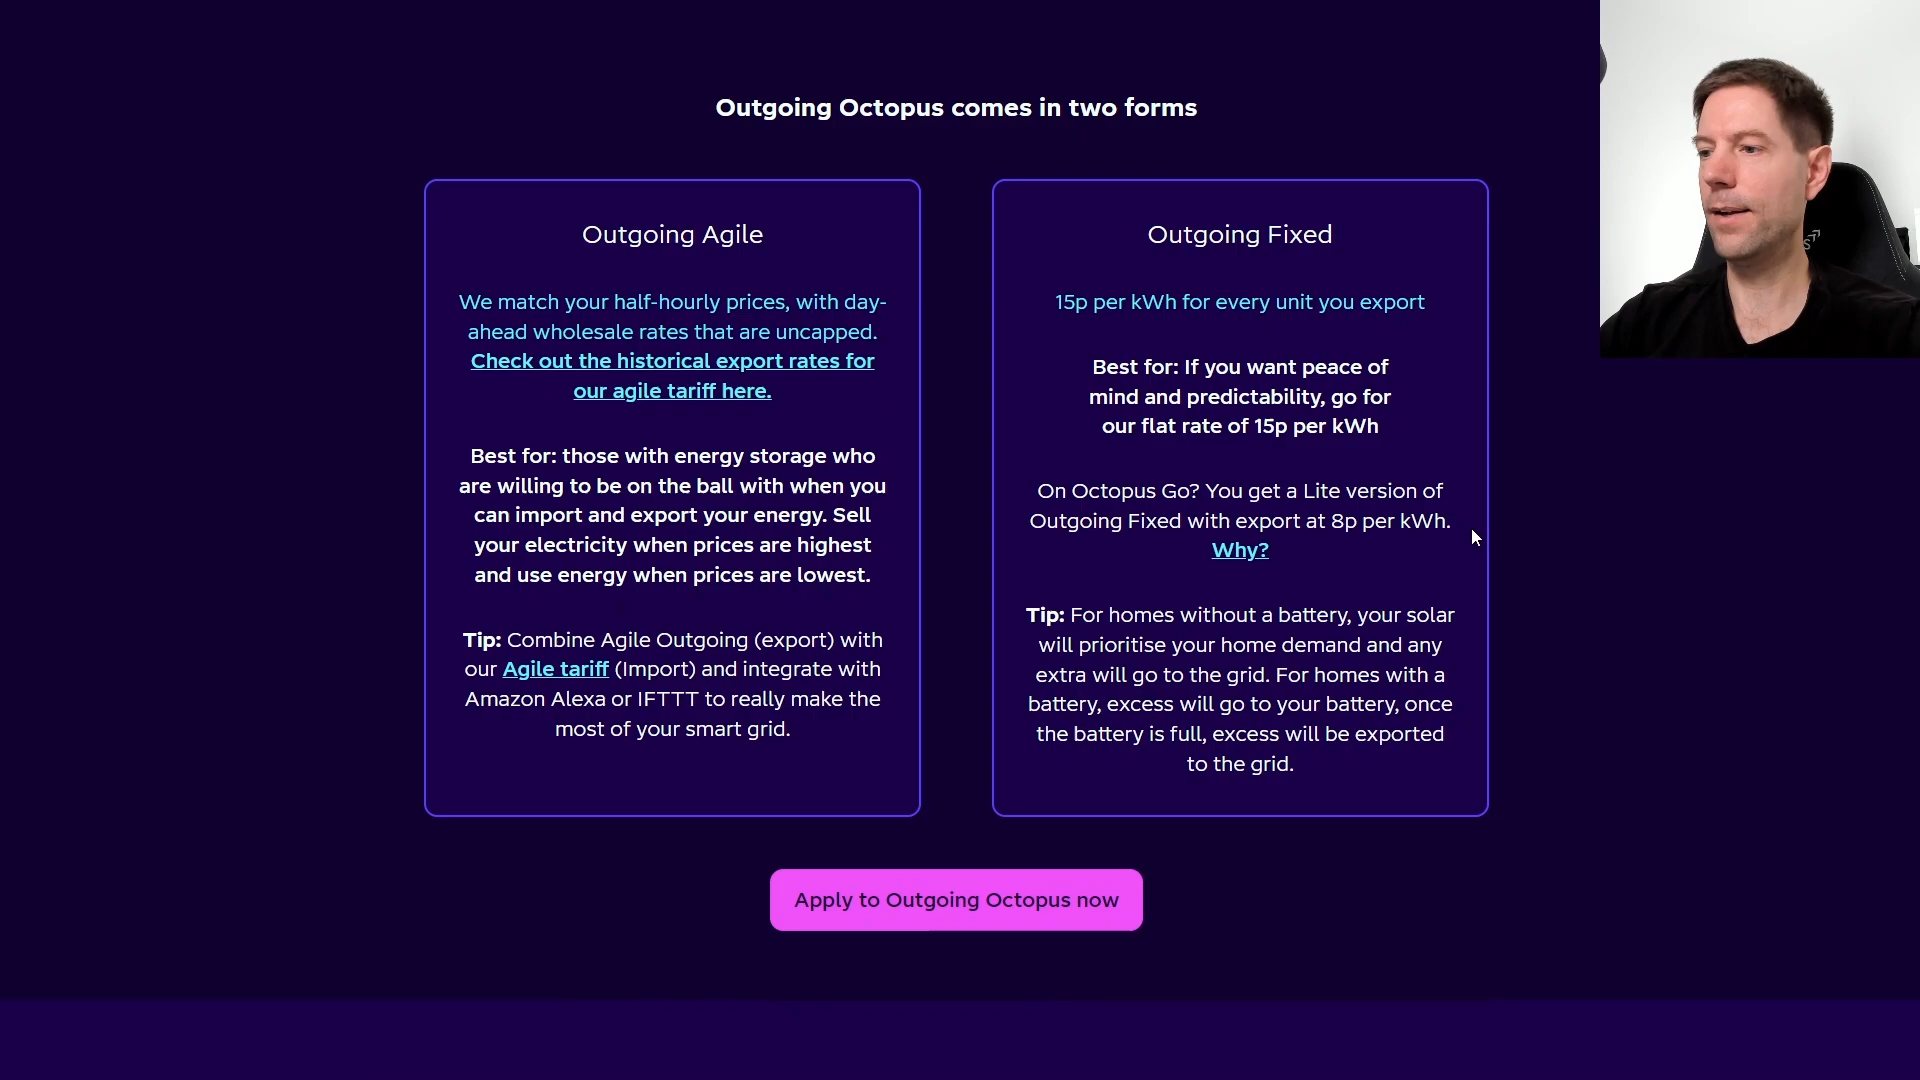 Outgoing Octopus comes in two forms
Outgoing Agile
We match your half-hourly prices, with day-
ahead wholesale rates that are uncapped.
Check out the historical export rates for
our agile tariff here.
Best for: those with energy storage who
are willing to be on the ball with when you
can import and export your energy. Sell
your electricity when prices are highest
and use energy when prices are lowest.
Tip: Combine Agile Outgoing (export) with
our Agile tariff (Import) and integrate with
Amazon Alexa or IFTTT to really make the
most of your smart grid.
Outgoing Fixed
15p per kWh for every unit you export
Best for: If you want peace of
mind and predictability, go for
our flat rate of 15p per kWh
On Octopus Go? You get a Lite version of
Outgoing Fixed with export at 8p per kWh.
Why?
Tip: For homes without a battery, your solar
will prioritise your home demand and any
extra will go to the grid. For homes with a
battery, excess will go to your battery, once
the battery is full, excess will be exported
to the grid.
Apply to Outgoing Octopus now